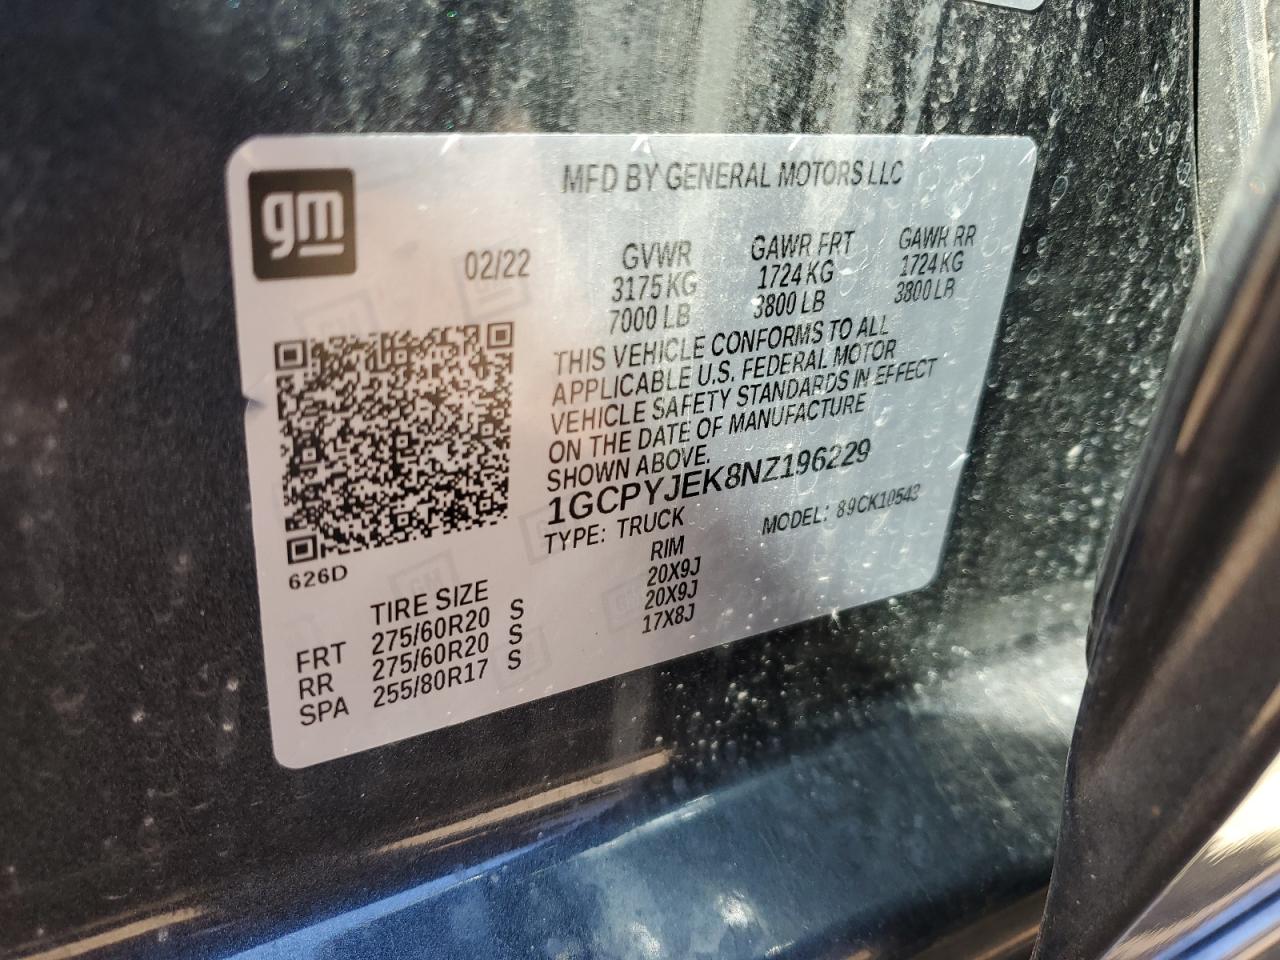 gm
MFD BY GENERAL MOTORS LLC
02/22
GVWR GAWR FRT GAWR RR
3175 KG 1724 KG 1724 KG
7000 LB 3800 LB 3800 LB
THIS VEHICLE CONFORMS TO ALL
APPLICABLE U.S. FEDERAL MOTOR
VEHICLE SAFETY STANDARDS IN EFFECT
ON THE DATE OF MANUFACTURE
SHOWN ABOVE.
1GCPYJEK8NZ196229
TYPE: TRUCK MODEL: 89CK10543
626D
TIRE SIZE RIM
FRT 275/60R20 S 20X9J
RR 275/60R20 S 20X9J
SPA 255/80R17 S 17X8J